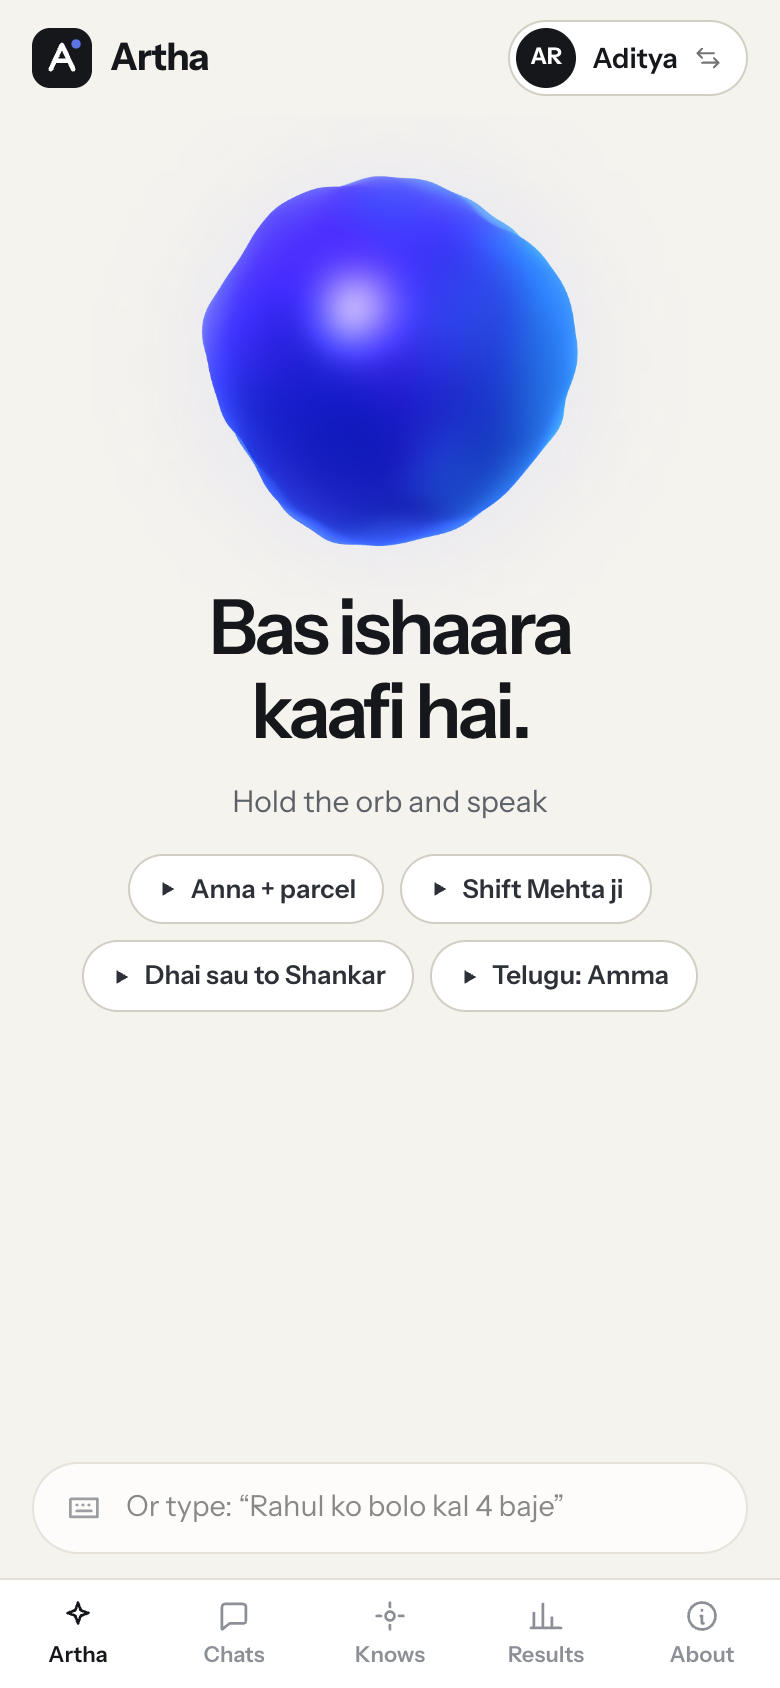 A Artha
AR Aditya
Bas ishaara
kaafi hai.
Hold the orb and speak
Anna + parcel
Shift Mehta ji
Dhai sau to Shankar
Telugu: Amma
Or type: “Rahul ko bolo kal 4 baje”
Artha
Chats
Knows
Results
About